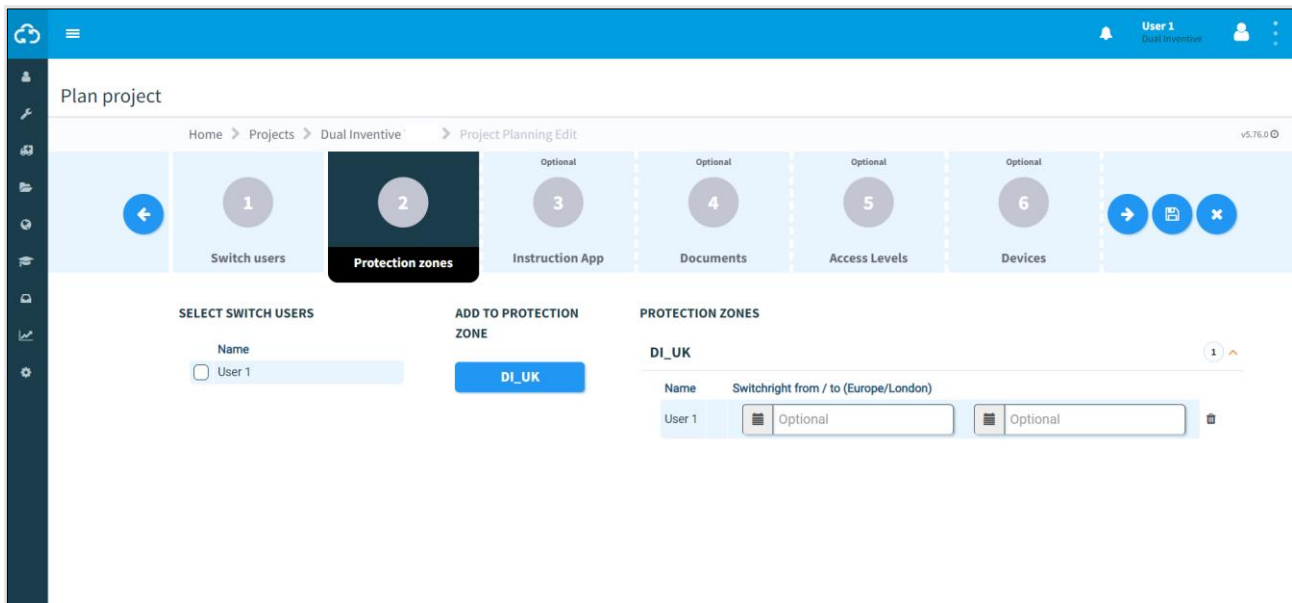 User 1
Dual Inventive
Plan project
Home Projects Dual Inventive Project Planning Edit
v5.76.0
1
Switch users
2
Protection zones
Optional
3
Instruction App
Optional
4
Documents
Optional
5
Access Levels
Optional
6
Devices
SELECT SWITCH USERS
Name
User 1
ADD TO PROTECTION
ZONE
DI_UK
PROTECTION ZONES
DI_UK 1
Name Switchright from / to (Europe/London)
User 1 Optional Optional